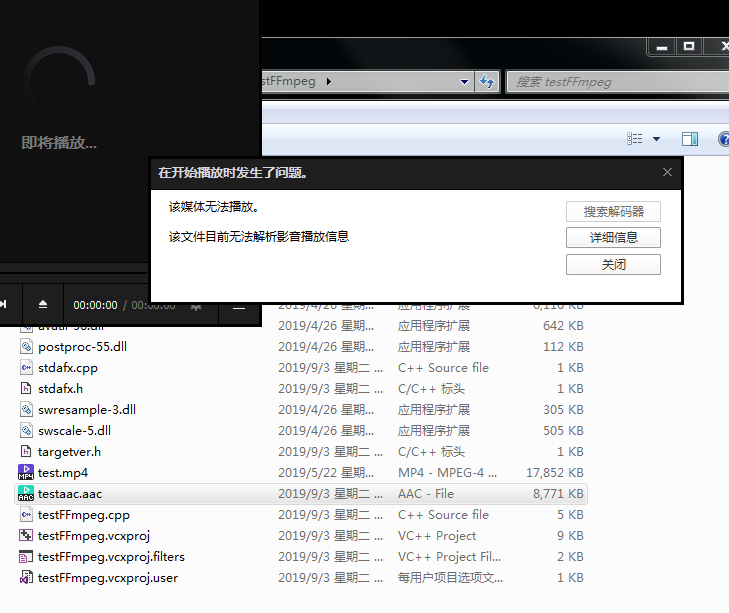 stFFmpeg
搜索 testFFmpeg
即将播放...
在开始播放时发生了问题。
该媒体无法播放。
搜索解码器
该文件目前无法解析影音播放信息
详细信息
关闭
00:00:00 / 00:00:00
2019/4/26 星期... 应用程序扩展 6,116 KB
avutil-56.dll 2019/4/26 星期... 应用程序扩展 642 KB
postproc-55.dll 2019/4/26 星期... 应用程序扩展 112 KB
stdafx.cpp 2019/9/3 星期二 ... C++ Source file 1 KB
stdafx.h 2019/9/3 星期二 ... C/C++ 标头 1 KB
swresample-3.dll 2019/4/26 星期... 应用程序扩展 305 KB
swscale-5.dll 2019/4/26 星期... 应用程序扩展 505 KB
targetver.h 2019/9/3 星期二 ... C/C++ 标头 1 KB
MP4 test.mp4 2019/5/22 星期... MP4 - MPEG-4 ... 17,852 KB
AAC testaac.aac 2019/9/3 星期二 ... AAC - File 8,771 KB
testFFmpeg.cpp 2019/9/3 星期二 ... C++ Source file 5 KB
testFFmpeg.vcxproj 2019/9/3 星期二 ... VC++ Project 9 KB
testFFmpeg.vcxproj.filters 2019/9/3 星期二 ... VC++ Project Fil... 2 KB
testFFmpeg.vcxproj.user 2019/9/3 星期二 ... 每用户项目选项文... 1 KB